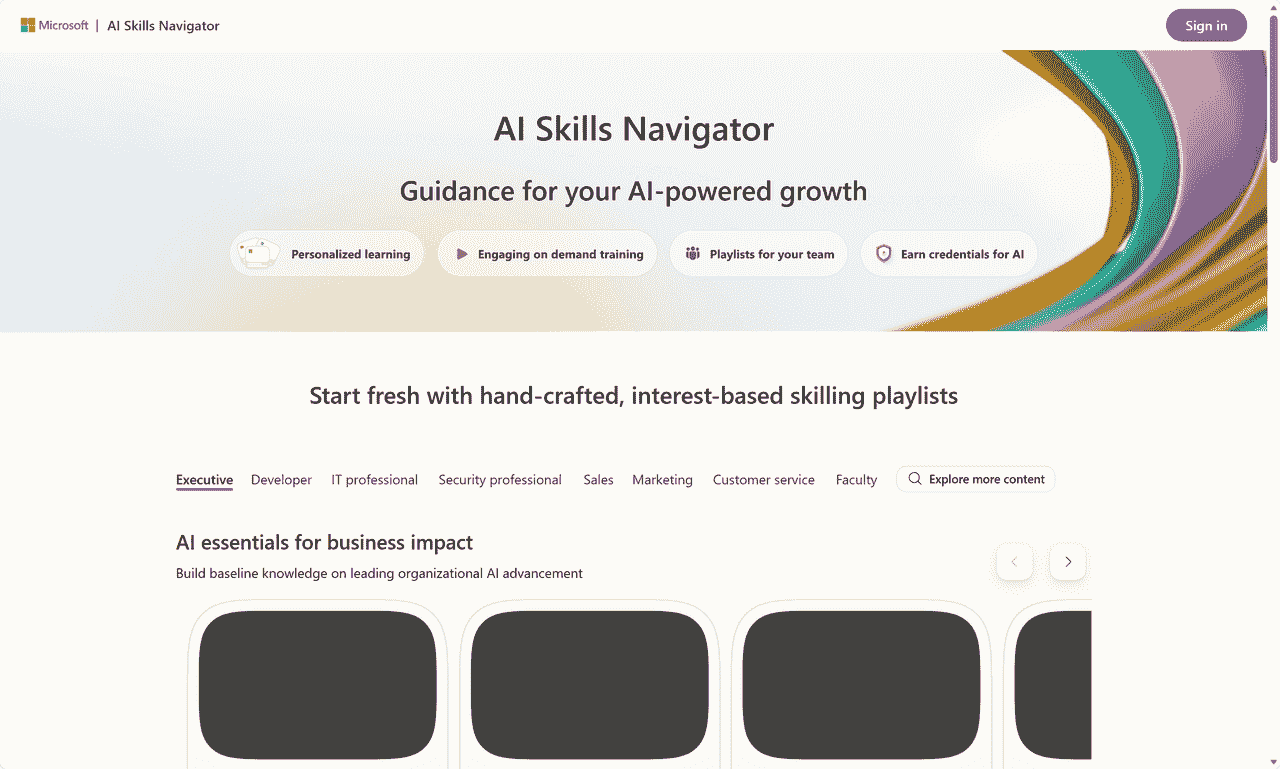 Microsoft | AI Skills Navigator
Sign in
AI Skills Navigator
Guidance for your AI-powered growth
Personalized learning
Engaging on demand training
Playlists for your team
Earn credentials for AI
Start fresh with hand-crafted, interest-based skilling playlists
Executive Developer IT professional Security professional Sales Marketing Customer service Faculty Explore more content
AI essentials for business impact
Build baseline knowledge on leading organizational AI advancement